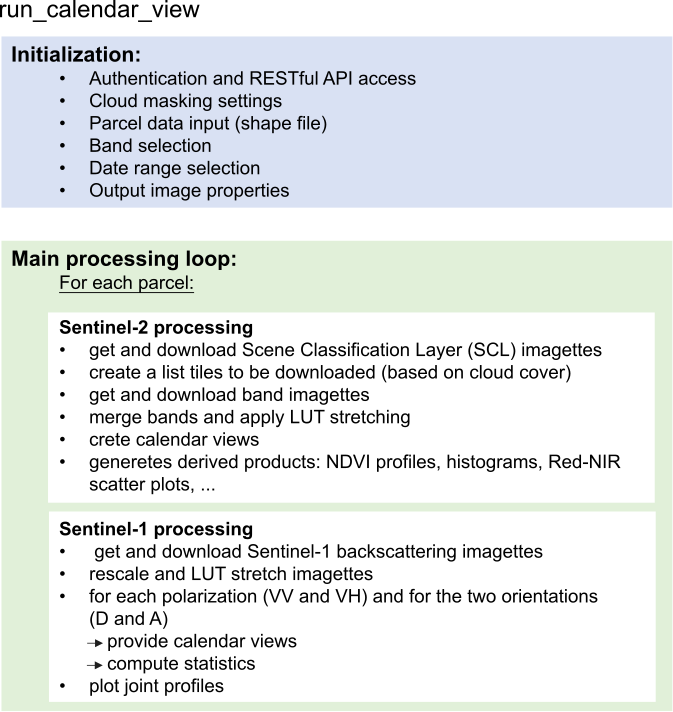 run_calendar_view
Initialization:
• Authentication and RESTful API access
• Cloud masking settings
• Parcel data input (shape file)
• Band selection
• Date range selection
• Output image properties
Main processing loop:
For each parcel:
Sentinel-2 processing
• get and download Scene Classification Layer (SCL) imagettes
• create a list tiles to be downloaded (based on cloud cover)
• get and download band imagettes
• merge bands and apply LUT stretching
• crete calendar views
• generetes derived products: NDVI profiles, histograms, Red-NIR
scatter plots, ...
Sentinel-1 processing
• get and download Sentinel-1 backscattering imagettes
• rescale and LUT stretch imagettes
• for each polarization (VV and VH) and for the two orientations
(D and A)
→ provide calendar views
→ compute statistics
• plot joint profiles